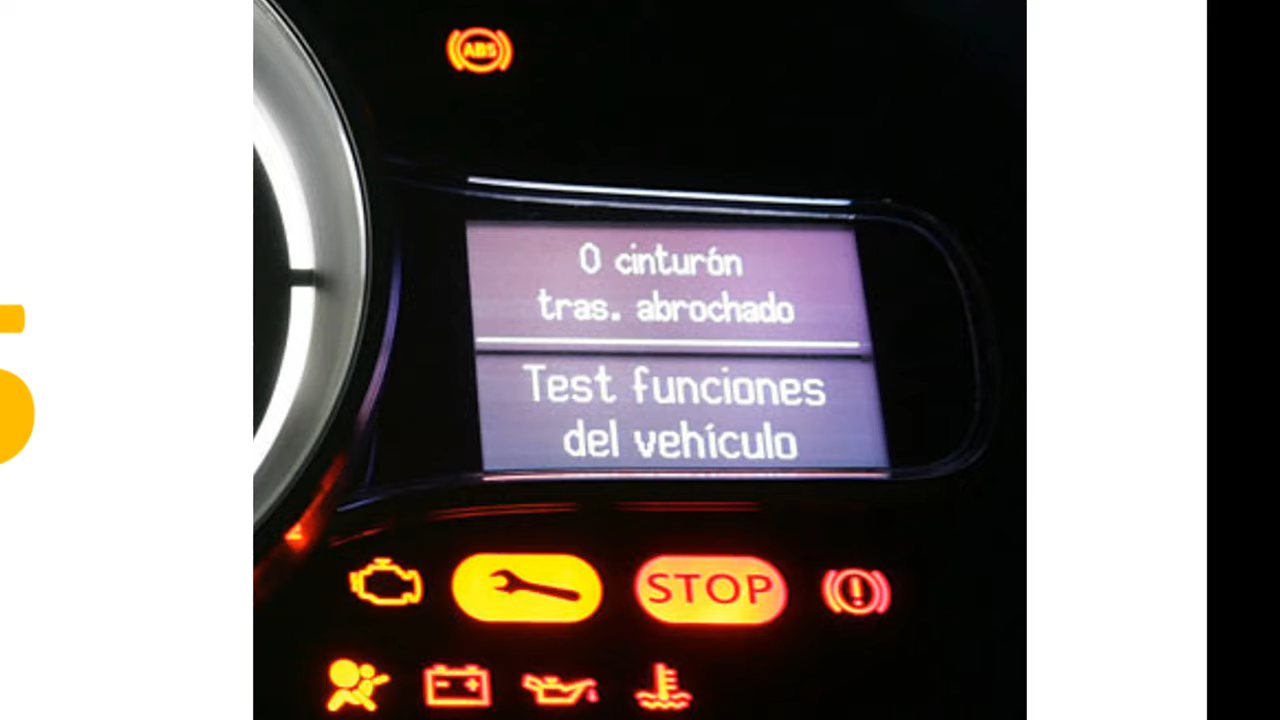 ABS
0 cinturón
tras. abrochado
Test funciones
del vehículo
STOP